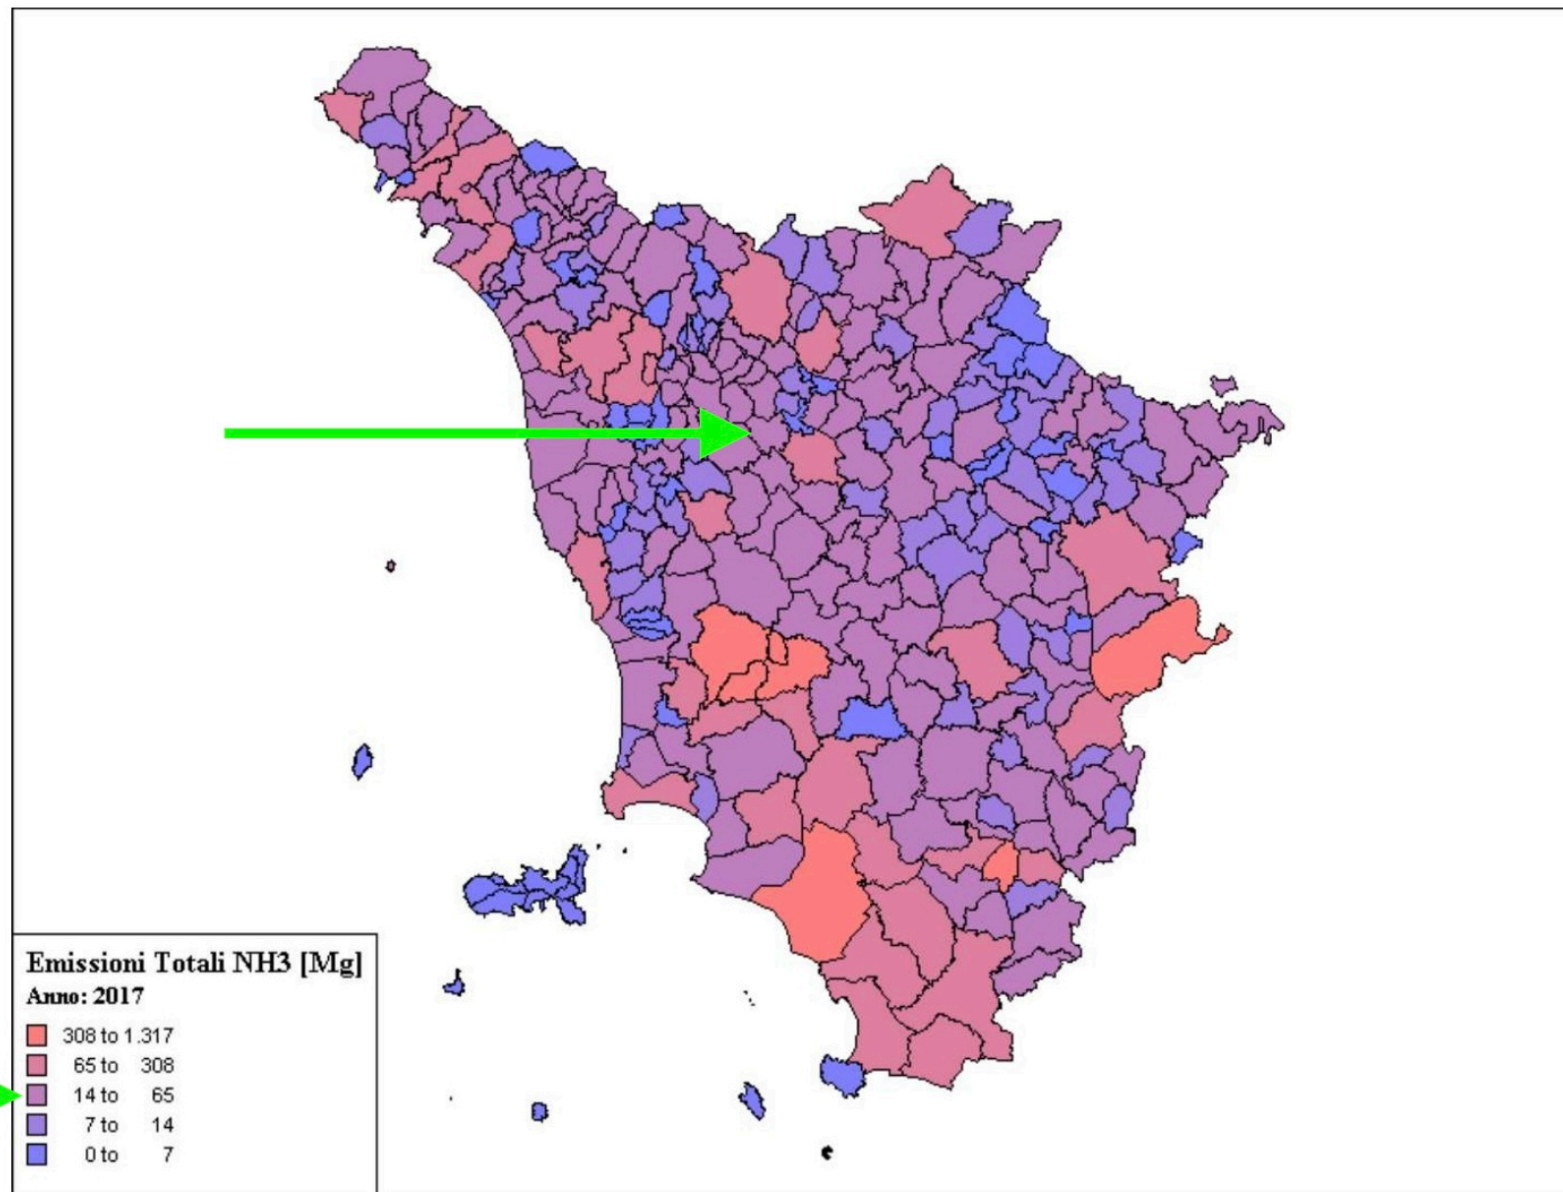 Emissioni Totali NH3 [Mg]
Anno: 2017
308 to 1.317
65 to 308
14 to 65
7 to 14
0 to 7